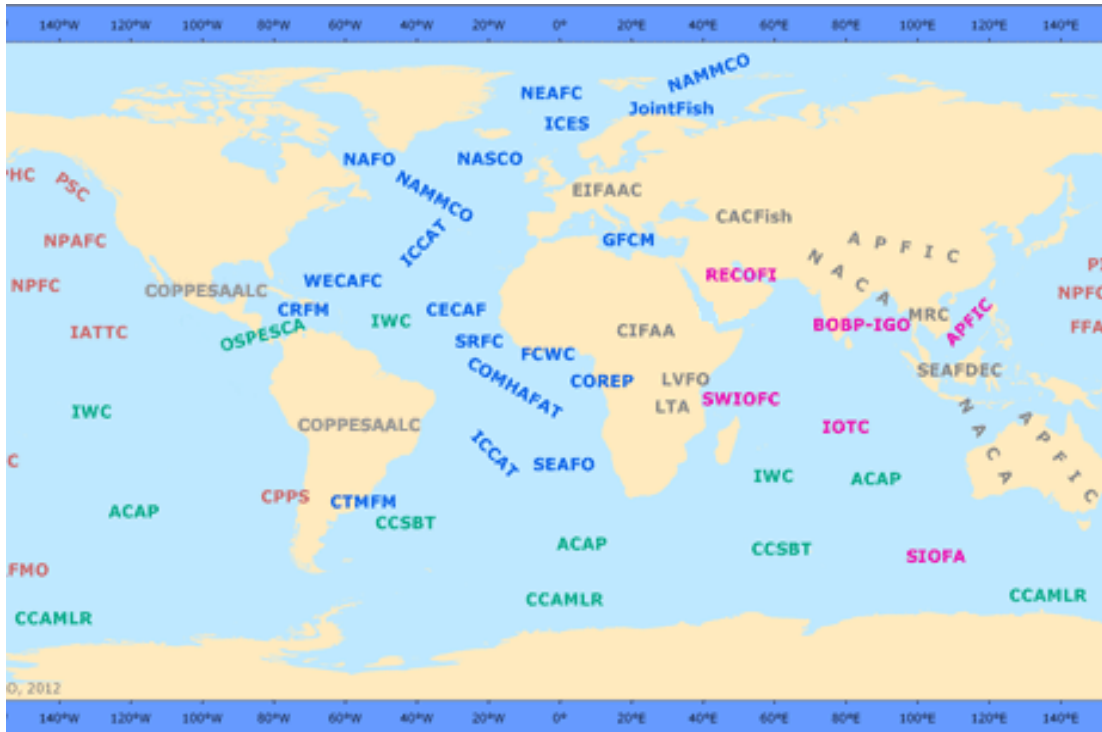 140°W 120°W 100°W 80°W 60°W 40°W 20°W 0° 20°E 40°E 60°E 80°E 100°E 120°E 140°E
NAMMCO
NEAFC
JointFish
ICES
NAFO
NASCO
PHC
PSC
NAMMCO
EIFAAC
CACFish
ICCAT
NPAFC
GFCM
APFIC
NACA
RECOFI
WECAFC
NPFC
COPPESAALC
CRFM
CECAF
IWC
OSPESCA
IATTC
SRFC
FCWC
CIFAA
BOBP-IGO
MRC
APFIC
PI
NPFC
FFA
COMHAFAT
COREP
LVFO
LTA
SWIOFC
SEAFDEC
IWC
COPPESAALC
IOTC
NACA
APFIC
C
ICCAT
SEAFO
IWC
ACAP
CPPS
CTMFM
ACAP
CCSBT
ACAP
CCSBT
SIOFA
FMO
CCAMLR
CCAMLR
CCAMLR
O, 2012
140°W 120°W 100°W 80°W 60°W 40°W 20°W 0° 20°E 40°E 60°E 80°E 100°E 120°E 140°E